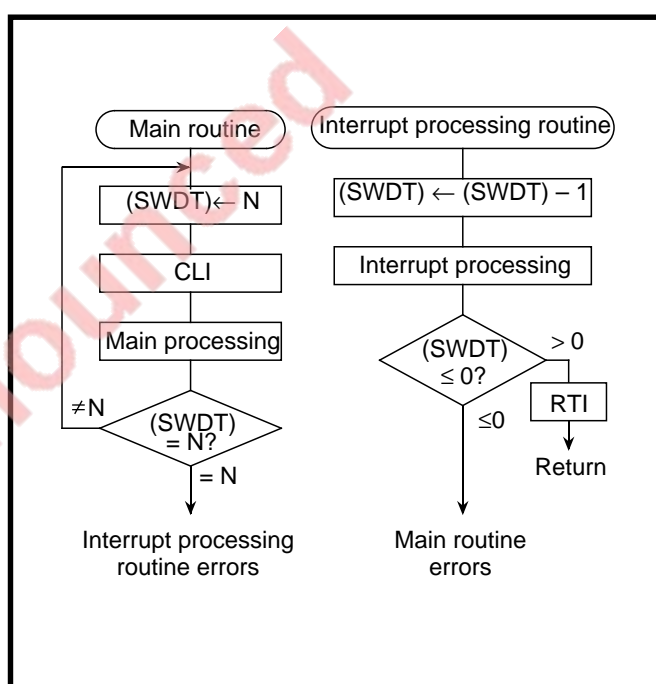 Main routine
(SWDT)← N
CLI
Main processing
≠N
(SWDT)
= N?
= N
Interrupt processing
routine errors
Interrupt processing routine
(SWDT) ← (SWDT) – 1
Interrupt processing
(SWDT)
≤ 0?
> 0
RTI
Return
≤0
Main routine
errors